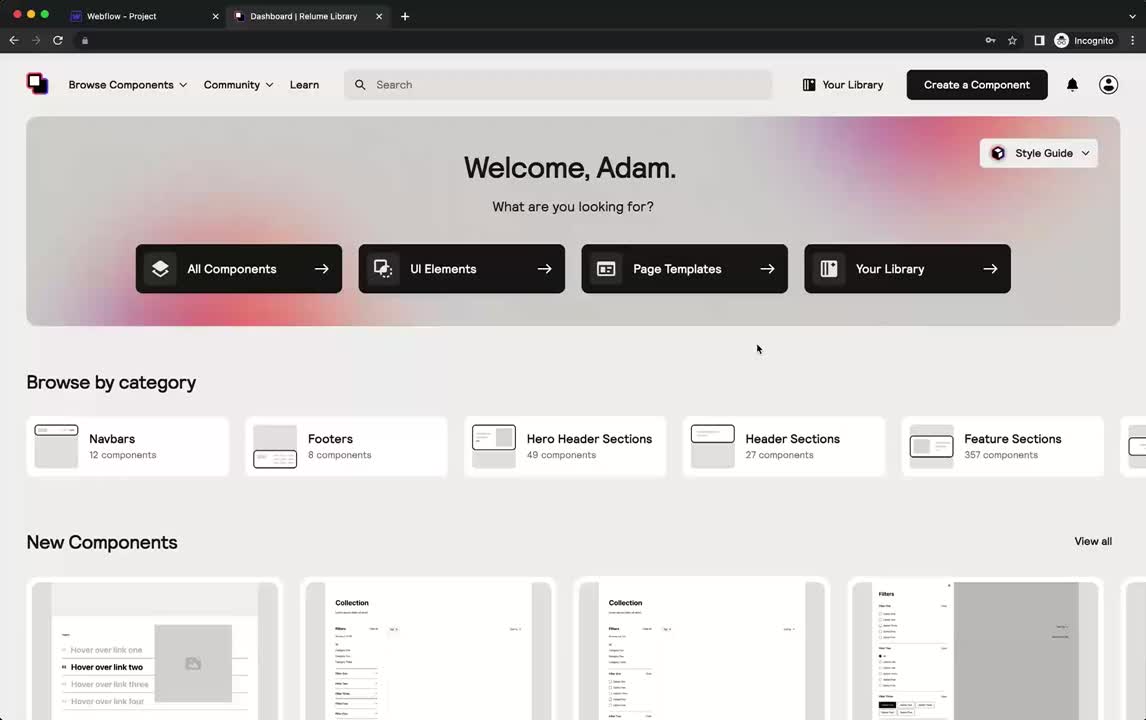 Webflow - Project
Dashboard | Relume Library
Incognito
Browse Components
Community
Learn
Search
Your Library
Create a Component
Style Guide
Welcome, Adam.
What are you looking for?
All Components
UI Elements
Page Templates
Your Library
Browse by category
Navbars
12 components
Footers
8 components
Hero Header Sections
49 components
Header Sections
27 components
Feature Sections
357 components
New Components
View all
Hover over link one
Hover over link two
Hover over link three
Hover over link four
Collection
Filters
Collection
Filters
Filters